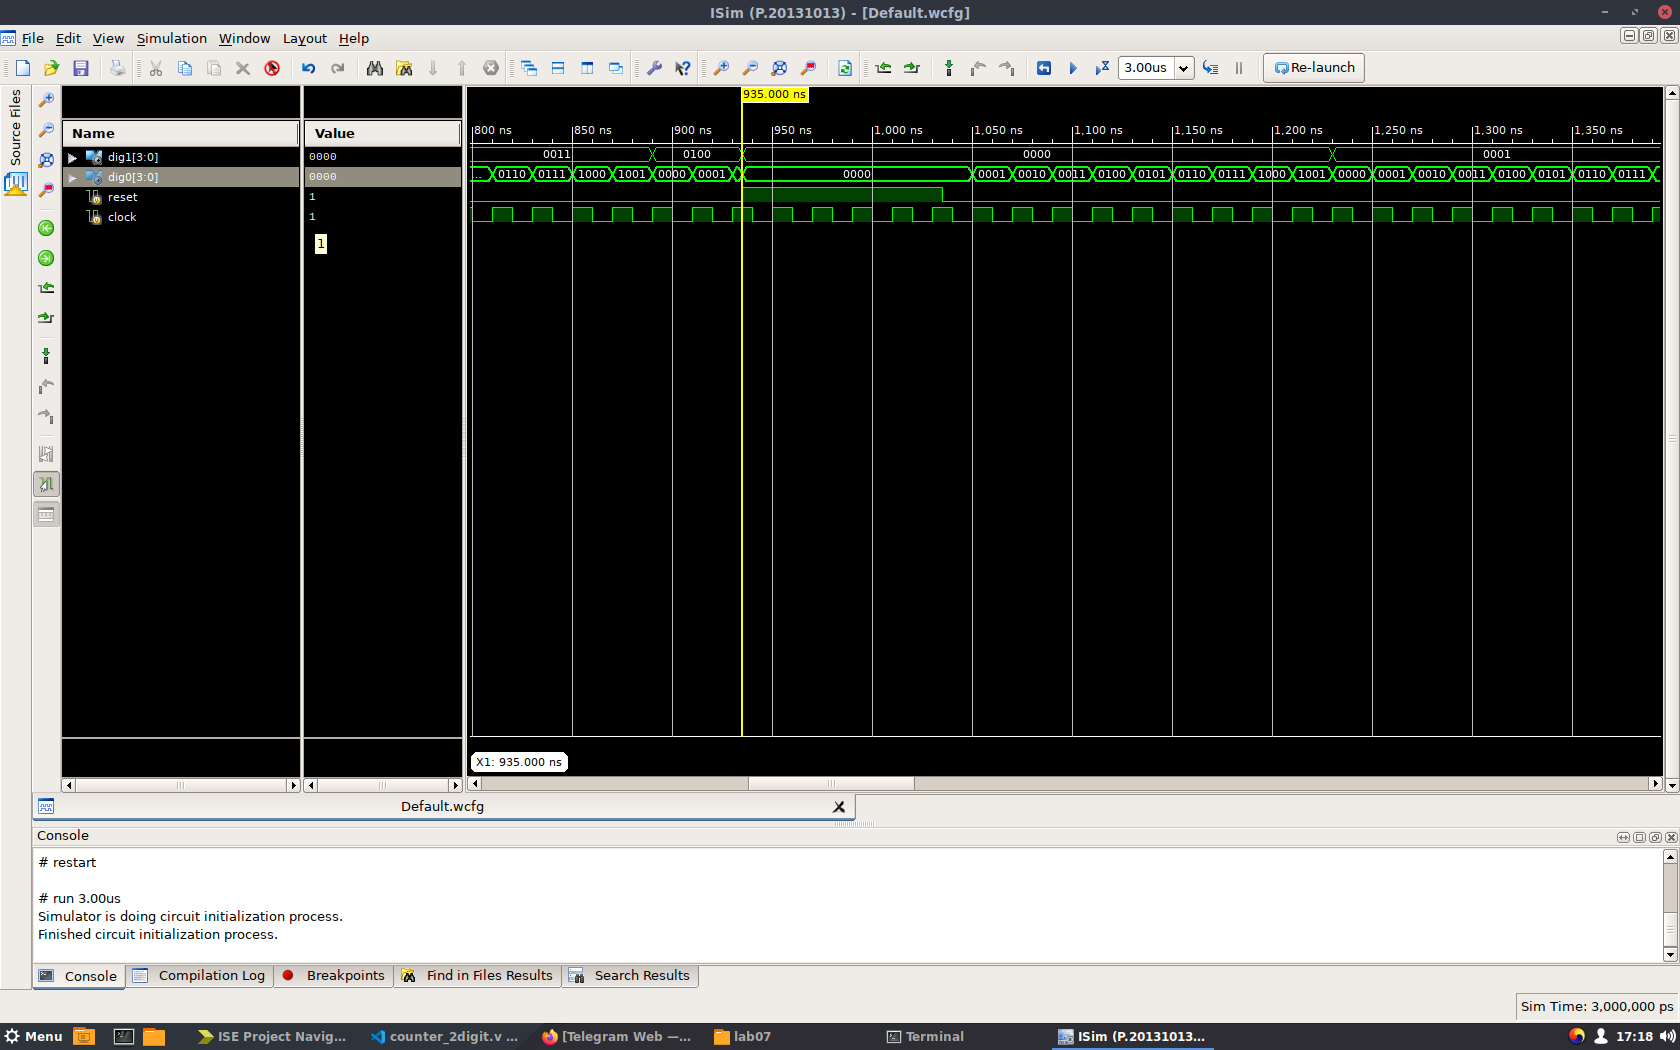 ISim (P.20131013) - [Default.wcfg]
File Edit View Simulation Window Layout Help
3.00us
Re-launch
Source Files
935.000 ns
Name Value
800 ns 850 ns 900 ns 950 ns 1,000 ns 1,050 ns 1,100 ns 1,150 ns 1,200 ns 1,250 ns 1,300 ns 1,350 ns
dig1[3:0] 0000 0011 0100 0000 0001
dig0[3:0] 0000 ... 0110 0111 1000 1001 0000 0001 0000 0001 0010 0011 0100 0101 0110 0111 1000 1001 0000 0001 0010 0011 0100 0101 0110 0111
reset 1
clock 1
1
X1: 935.000 ns
Default.wcfg
Console
# restart
# run 3.00us
Simulator is doing circuit initialization process.
Finished circuit initialization process.
Console Compilation Log Breakpoints Find in Files Results Search Results
Sim Time: 3,000,000 ps
Menu ISE Project Navig... counter_2digit.v ... [Telegram Web —... lab07 Terminal ISim (P.20131013... 17:18